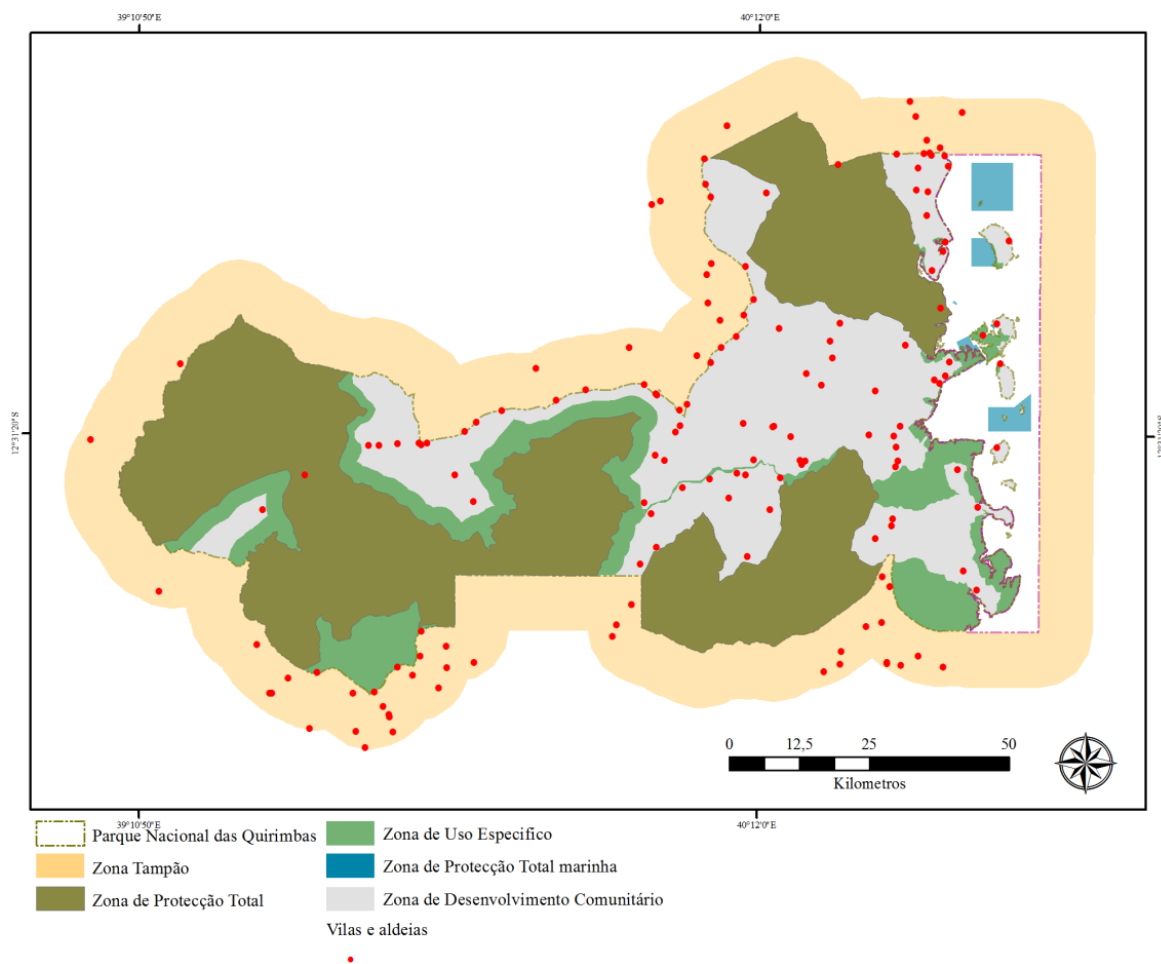 39°10'50"E
40°12'0"E
12°31'20"S
0
12,5
25
50
Kilometros
39°10'50"E
40°12'0"E
Parque Nacional das Quirimbas
Zona Tampão
Zona de Protecção Total
Zona de Uso Especifico
Zona de Protecção Total marinha
Zona de Desenvolvimento Comunitário
Vilas e aldeias